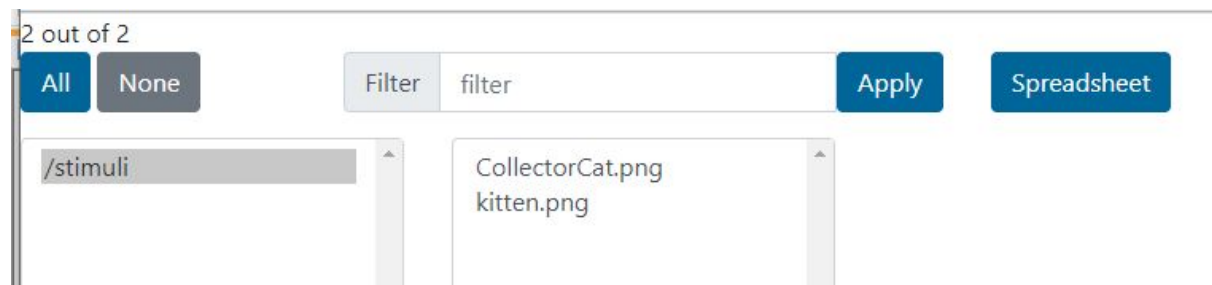 2 out of 2
All None Filter filter Apply Spreadsheet
/stimuli
CollectorCat.png
kitten.png